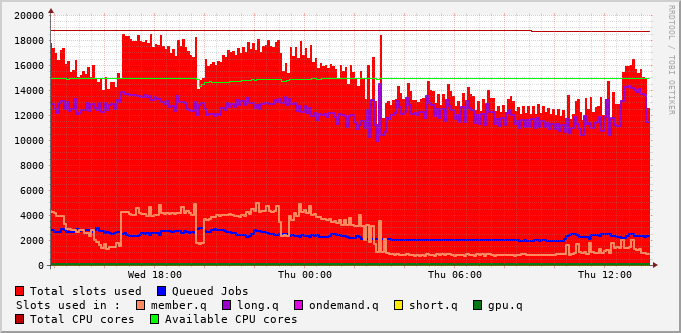 20000
18000
16000
14000
12000
10000
8000
6000
4000
2000
0
Wed 18:00 Thu 00:00 Thu 06:00 Thu 12:00
RRDTOOL / TOBI OETIKER
Total slots used Queued Jobs
Slots used in : member.q long.q ondemand.q short.q gpu.q
Total CPU cores Available CPU cores